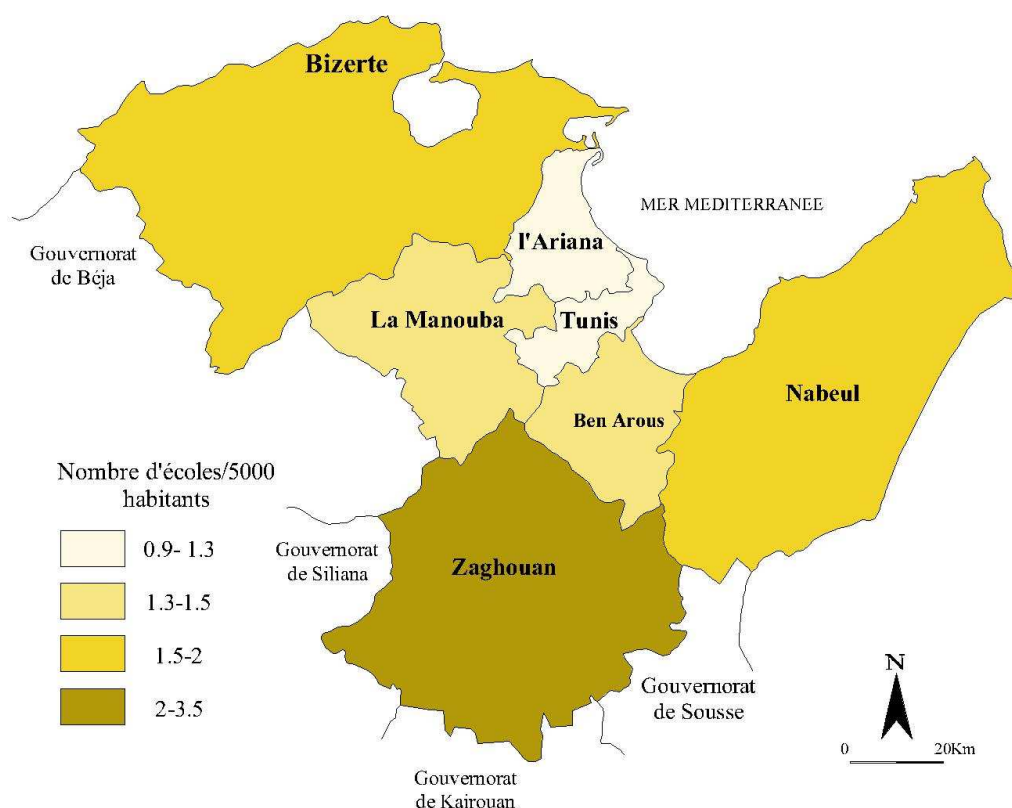 Bizerte
MER MEDITERRANEE
l'Ariana
Gouvernorat
de Béja
La Manouba
Tunis
Nabeul
Ben Arous
Nombre d'écoles/5000
habitants
0.9- 1.3
1.3-1.5
1.5-2
2-3.5
Gouvernorat
de Siliana
Zaghouan
N
Gouvernorat
de Sousse
0 20Km
Gouvernorat
de Kairouan